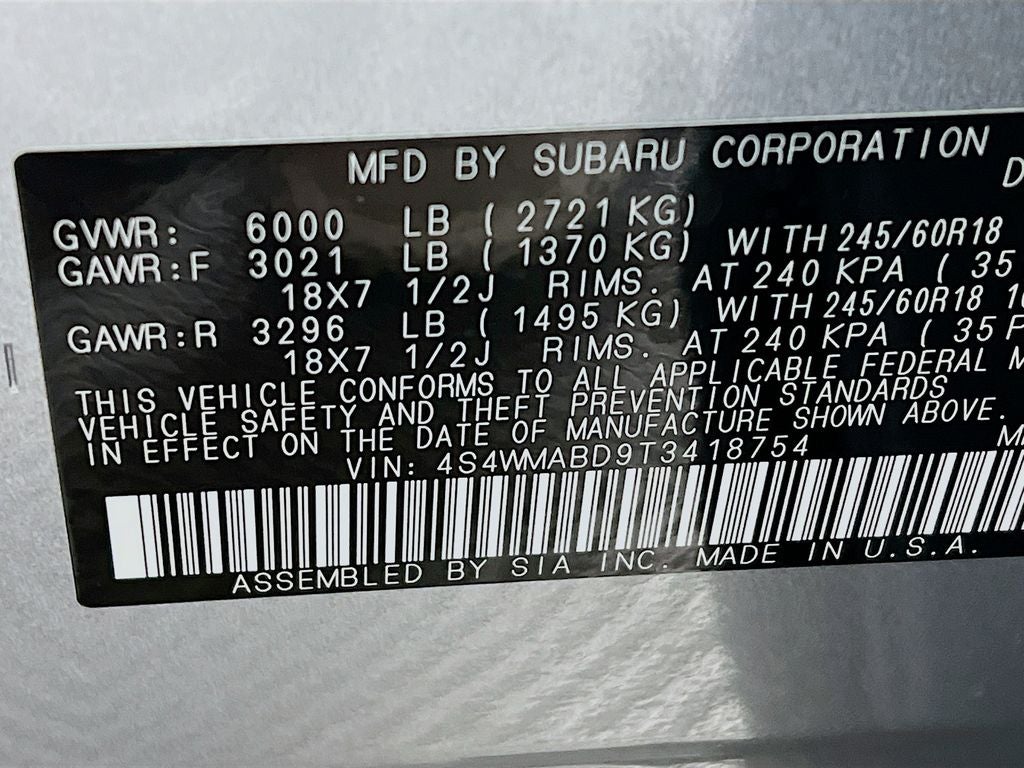 MFD BY SUBARU CORPORATION
D
GVWR: 6000 LB ( 2721 KG)
GAWR:F 3021 LB ( 1370 KG) WITH 245/60R18
18X7 1/2J RIMS. AT 240 KPA ( 35
GAWR:R 3296 LB ( 1495 KG) WITH 245/60R18
18X7 1/2J RIMS. AT 240 KPA ( 35
THIS VEHICLE CONFORMS TO ALL APPLICABLE FEDERAL M
VEHICLE SAFETY AND THEFT PREVENTION STANDARDS
IN EFFECT ON THE DATE OF MANUFACTURE SHOWN ABOVE.
VIN: 4S4WMABD9T3418754
ASSEMBLED BY SIA INC. MADE IN U.S.A.